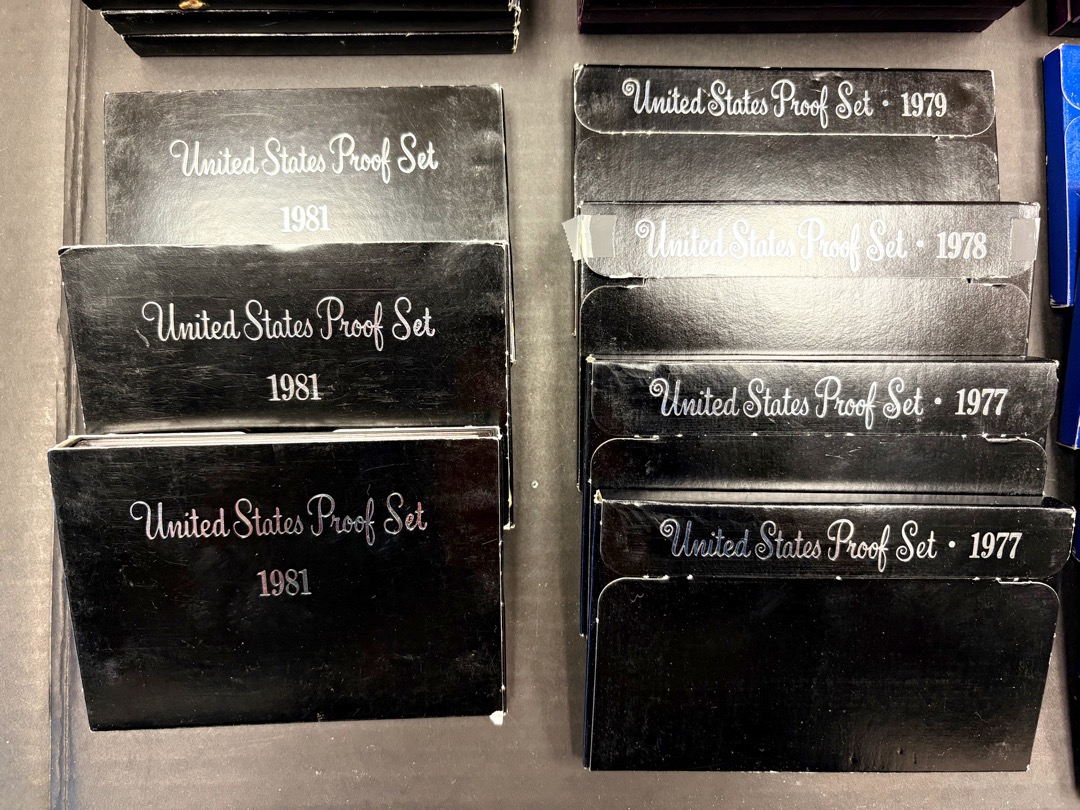 United States Proof Set
1981
United States Proof Set
1981
United States Proof Set
1981
United States Proof Set • 1979
United States Proof Set • 1978
United States Proof Set • 1977
United States Proof Set • 1977